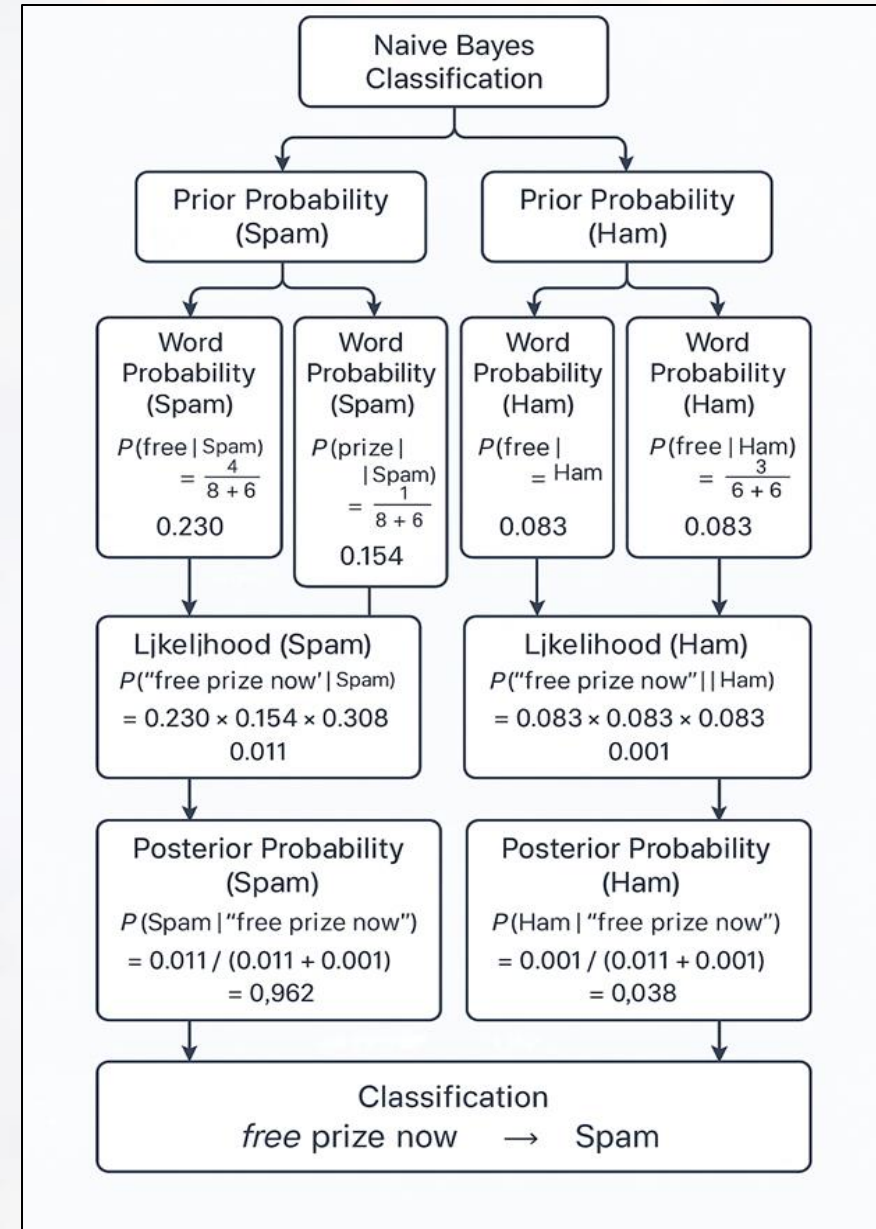 Naive Bayes
Classification
Prior Probability
(Spam)
Prior Probability
(Ham)
Word
Probability
(Spam)
P(free | Spam)
= 4
8 + 6
0.230
Word
Probability
(Spam)
P(prize |
| Spam)
= 1
8 + 6
0.154
Word
Probability
(Ham)
P(free |
= Ham
0.083
Word
Probability
(Ham)
P(free | Ham)
= 3
6 + 6
0.083
Ljkeljhood (Spam)
P("free prize now' | Spam)
= 0.230 × 0.154 × 0.308
0.011
Ljkelihood (Ham)
P("free prize now" | | Ham)
= 0.083 × 0.083 × 0.083
0.001
Posterior Probability
(Spam)
P(Spam | "free prize now")
= 0.011 / (0.011 + 0.001)
= 0,962
Posterior Probability
(Ham)
P(Ham | "free prize now")
= 0.001 / (0.011 + 0.001)
= 0,038
Classification
free prize now → Spam